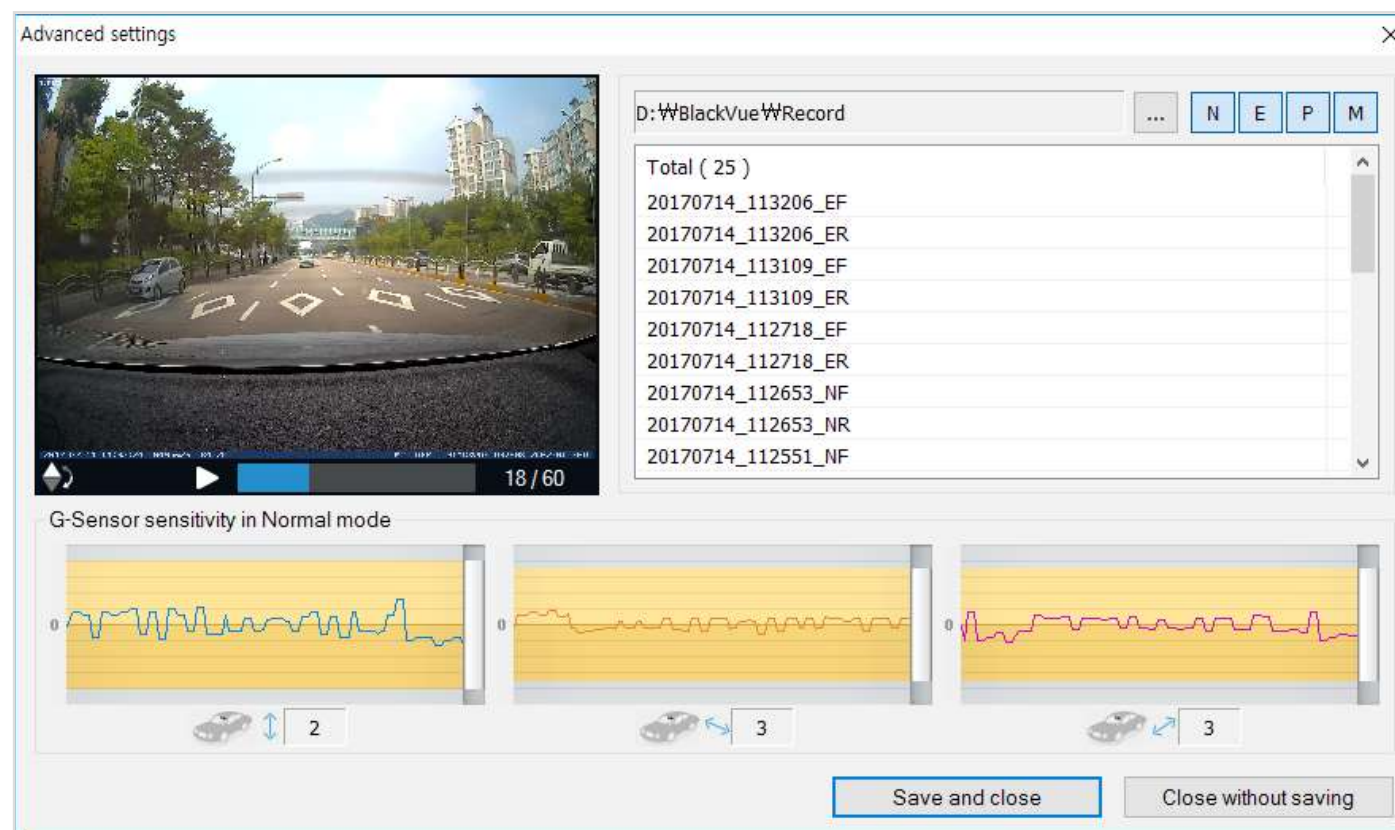 Advanced settings
D:₩BlackVue₩Record
...
N E P M
Total ( 25 )
20170714_113206_EF
20170714_113206_ER
20170714_113109_EF
20170714_113109_ER
20170714_112718_EF
20170714_112718_ER
20170714_112653_NF
20170714_112653_NR
20170714_112551_NF
18 / 60
G-Sensor sensitivity in Normal mode
0 0 0
2 3 3
Save and close Close without saving